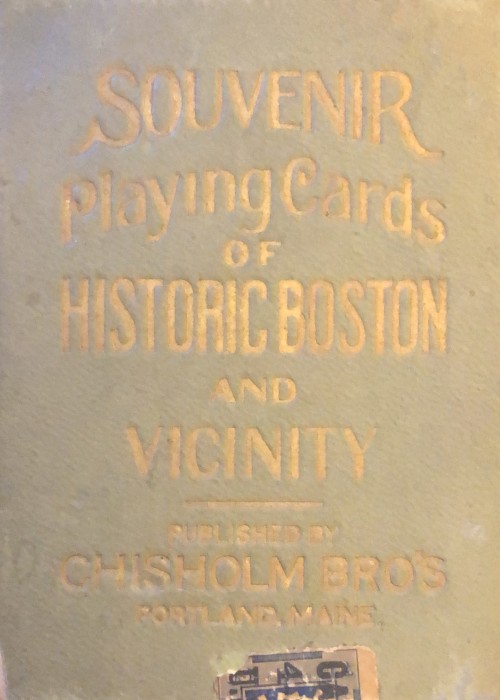 SOUVENIR
Playing Cards
OF
HISTORIC BOSTON
AND
VICINITY
PUBLISHED BY
CHISHOLM BRO'S
PORTLAND, MAINE